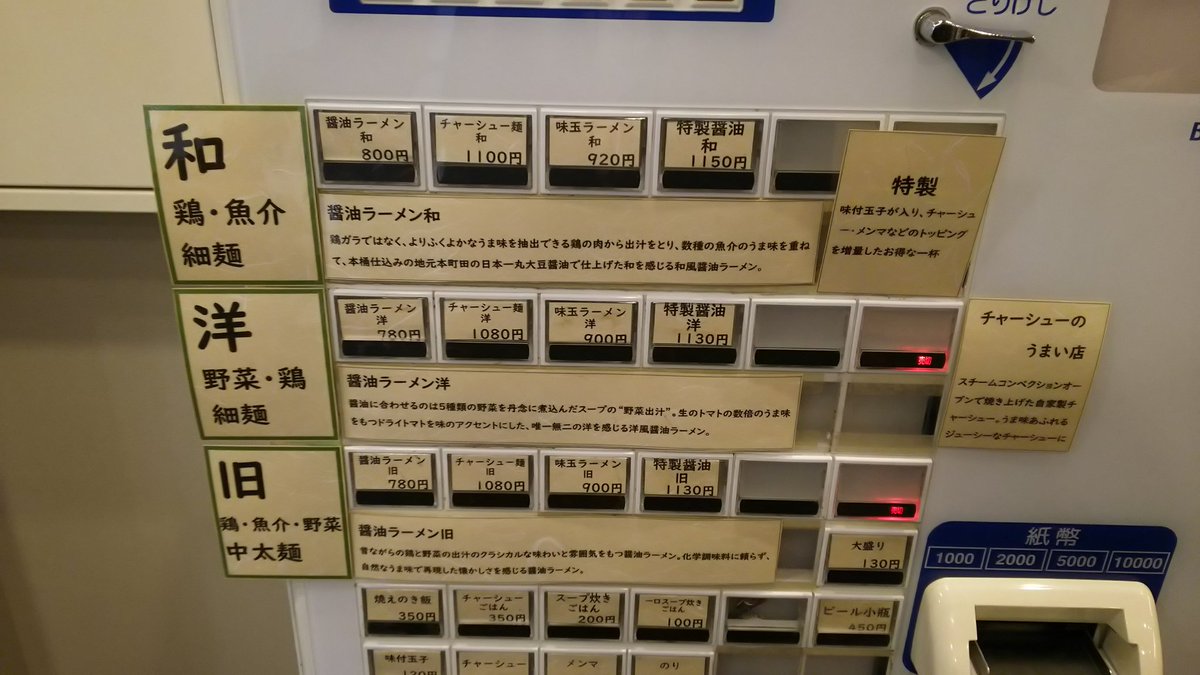 とりけし
和
鶏・魚介
細麺
醤油ラーメン
和
800円
チャーシュー麺
和
1100円
味玉ラーメン
和
920円
特製醤油
和
1150円
特製
味付玉子が入り、チャーシュ
ー・メンマなどのトッピング
を増量したお得な一杯
醤油ラーメン和
鶏ガラではなく、よりふくよかなうま味を抽出できる鶏の肉から出汁をとり、数種の魚介のうま味を重ね
て、本桶仕込みの地元本町田の日本一丸大豆醤油で仕上げた和を感じる和風醤油ラーメン。
洋
野菜・鶏
細麺
醤油ラーメン
洋
780円
チャーシュー麺
洋
1080円
味玉ラーメン
洋
900円
特製醤油
洋
1130円
売切
チャーシューの
うまい店
スチームコンベクションオー
ブンで焼き上げた自家製チ
ャーシュー。うま味あふれる
ジューシーなチャーシューに
醤油ラーメン洋
醤油に合わせるのは5種類の野菜を丹念に煮込んだスープの"野菜出汁"。生のトマトの数倍のうま味
をもつドライトマトを味のアクセントにした、唯一無二の洋を感じる洋風醤油ラーメン。
旧
鶏・魚介・野菜
中太麺
醤油ラーメン
旧
780円
チャーシュー麺
旧
1080円
味玉ラーメン
旧
900円
特製醤油
旧
1130円
売切
醤油ラーメン旧
昔ながらの鶏と野菜の出汁のクラシカルな味わいと雰囲気をもつ醤油ラーメン。化学調味料に頼らず、
自然なうま味で再現した懐かしさを感じる醤油ラーメン。
大盛り
130円
紙幣
1000 2000 5000 10000
焼えのき飯
350円
チャーシュー
ごはん
350円
スープ炊き
ごはん
200円
一口スープ炊き
ごはん
100円
ビール小瓶
450円
味付玉子
チャーシュー
メンマ
のり